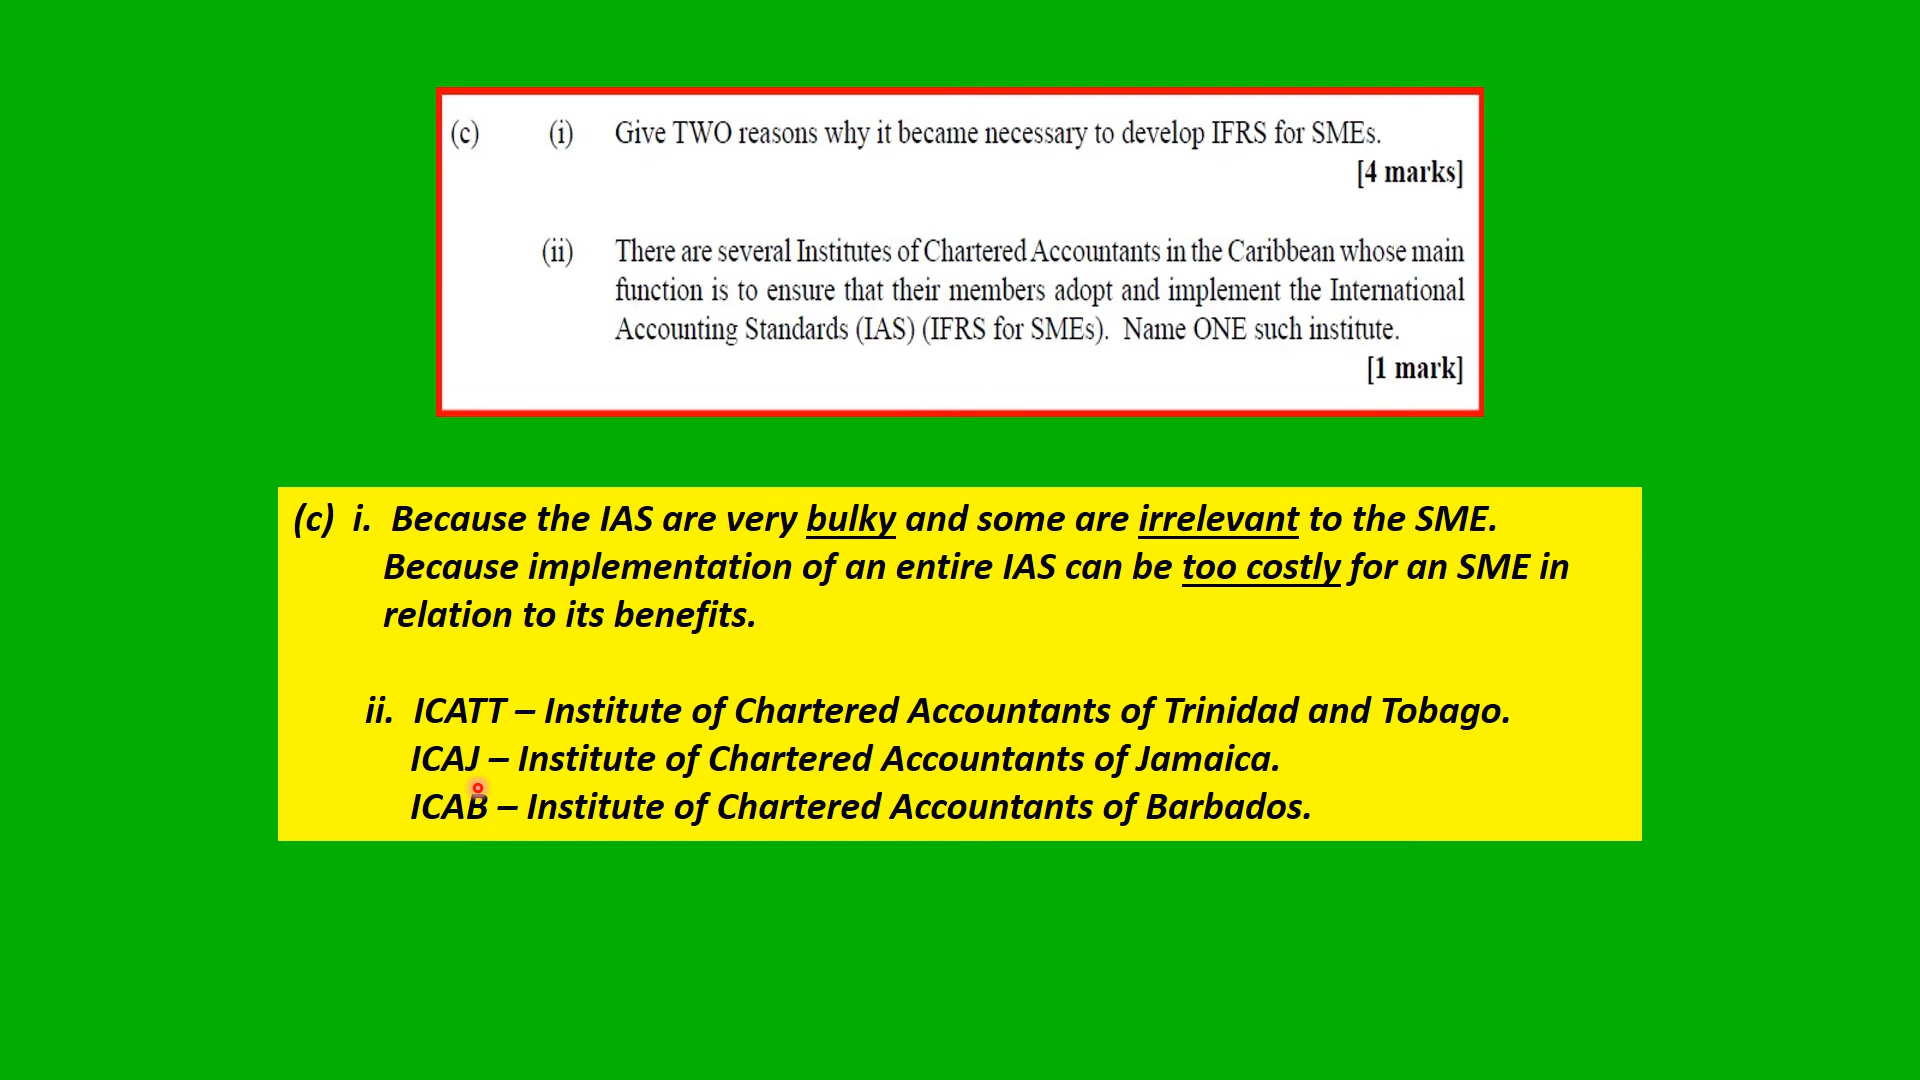 (c) (i) Give TWO reasons why it became necessary to develop IFRS for SMEs.
[4 marks]
(ii) There are several Institutes of Chartered Accountants in the Caribbean whose main
function is to ensure that their members adopt and implement the International
Accounting Standards (IAS) (IFRS for SMEs). Name ONE such institute.
[1 mark]
(c) i. Because the IAS are very bulky and some are irrelevant to the SME.
Because implementation of an entire IAS can be too costly for an SME in
relation to its benefits.
ii. ICATT – Institute of Chartered Accountants of Trinidad and Tobago.
ICAJ – Institute of Chartered Accountants of Jamaica.
ICAB – Institute of Chartered Accountants of Barbados.